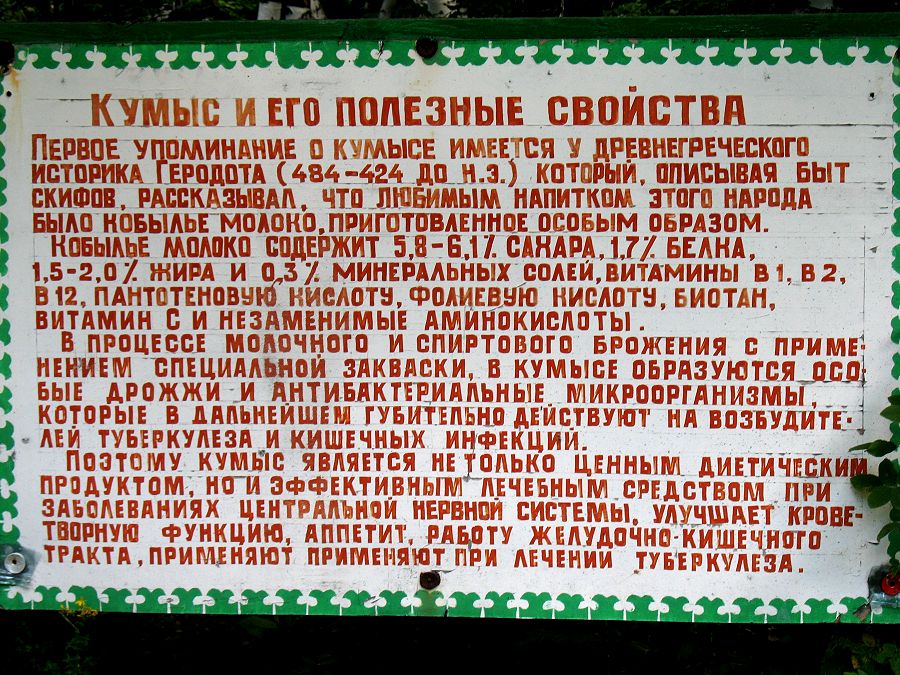 Кумыс и его полезные свойства
Первое упоминание о кумысе имеется у древнегреческого
историка Геродота (484-424 до н.э.) который, описывая быт
скифов, рассказывал, что любимым напитком этого народа
было кобылье молоко, приготовленное особым образом.
Кобылье молоко содержит 5,8-6,1% сахара, 1,7% белка,
1,5-2,0% жира и 0,3% минеральных солей, витамины В1, В2,
В12, пантотеновую кислоту, фолиевую кислоту, биотан,
витамин С и незаменимые аминокислоты.
В процессе молочного и спиртового брожения с приме-
нением специальной закваски, в кумысе образуются осо-
бые дрожжи и антибактериальные микроорганизмы,
которые в дальнейшем губительно действуют на возбудите-
лей туберкулеза и кишечных инфекций.
Поэтому кумыс является не только ценным диетическим
продуктом, но и эффективным лечебным средством при
заболеваниях центральной нервной системы, улучшает крове-
творную функцию, аппетит, работу желудочно-кишечного
тракта, применяют применяют при лечении туберкулеза.